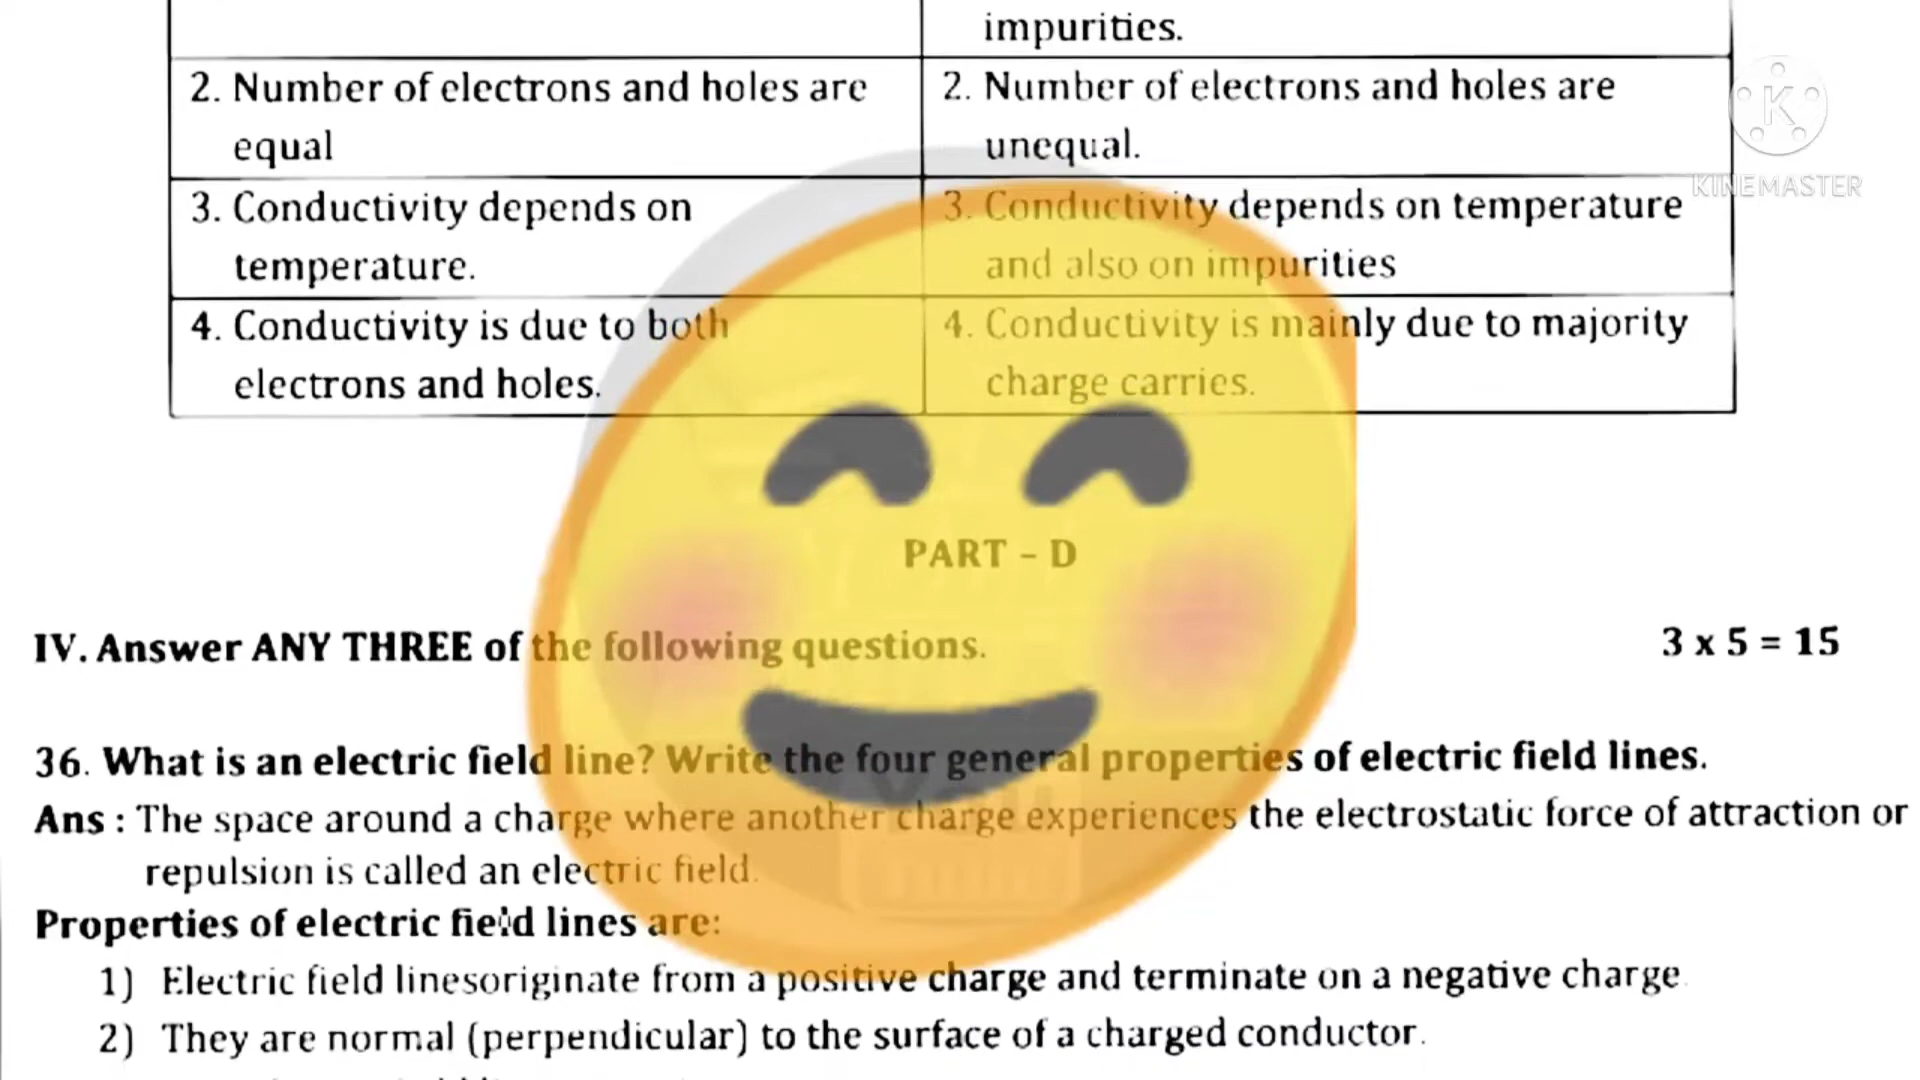 impurities.
2. Number of electrons and holes are
equal
2. Number of electrons and holes are
unequal.
3. Conductivity depends on
temperature.
3. Conductivity depends on temperature
and also on impurities
4. Conductivity is due to both
electrons and holes.
4. Conductivity is mainly due to majority
charge carries.
K
KINEMASTER
PART - D
IV. Answer ANY THREE of the following questions.
3 x 5 = 15
36. What is an electric field line? Write the four general properties of electric field lines.
Ans : The space around a charge where another charge experiences the electrostatic force of attraction or
repulsion is called an electric field.
Properties of electric field lines are:
1) Electric field linesoriginate from a positive charge and terminate on a negative charge
2) They are normal (perpendicular) to the surface of a charged conductor.